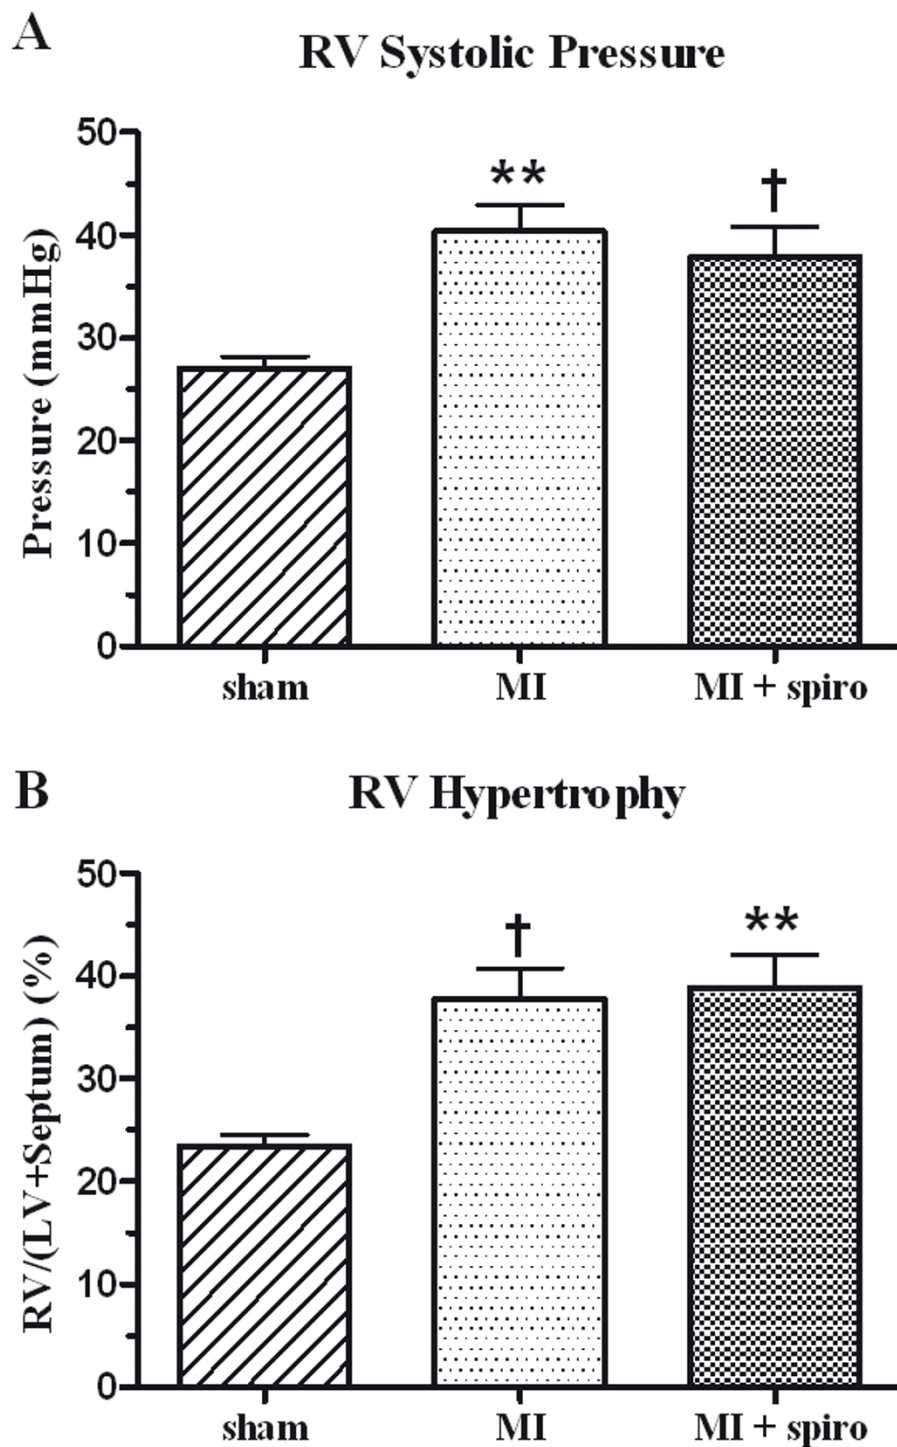 A
RV Systolic Pressure
Pressure (mmHg)
50
40
30
20
10
0
**
†
sham
MI
MI + spiro
B
RV Hypertrophy
RV/(LV+Septum) (%)
50
40
30
20
10
0
†
**
sham
MI
MI + spiro